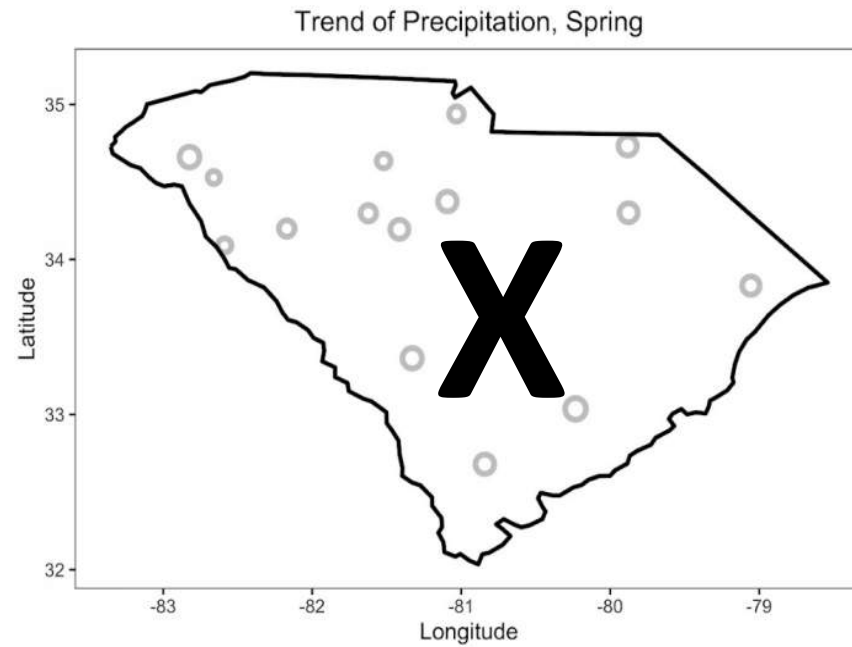 Trend of Precipitation, Spring
35
34
33
32
Latitude
X
-83 -82 -81 -80 -79
Longitude